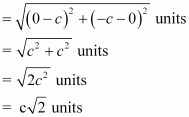 = √((0−c)² + (−c−0)²) units
= √(c² + c²) units
= √(2c²) units
= c√2 units